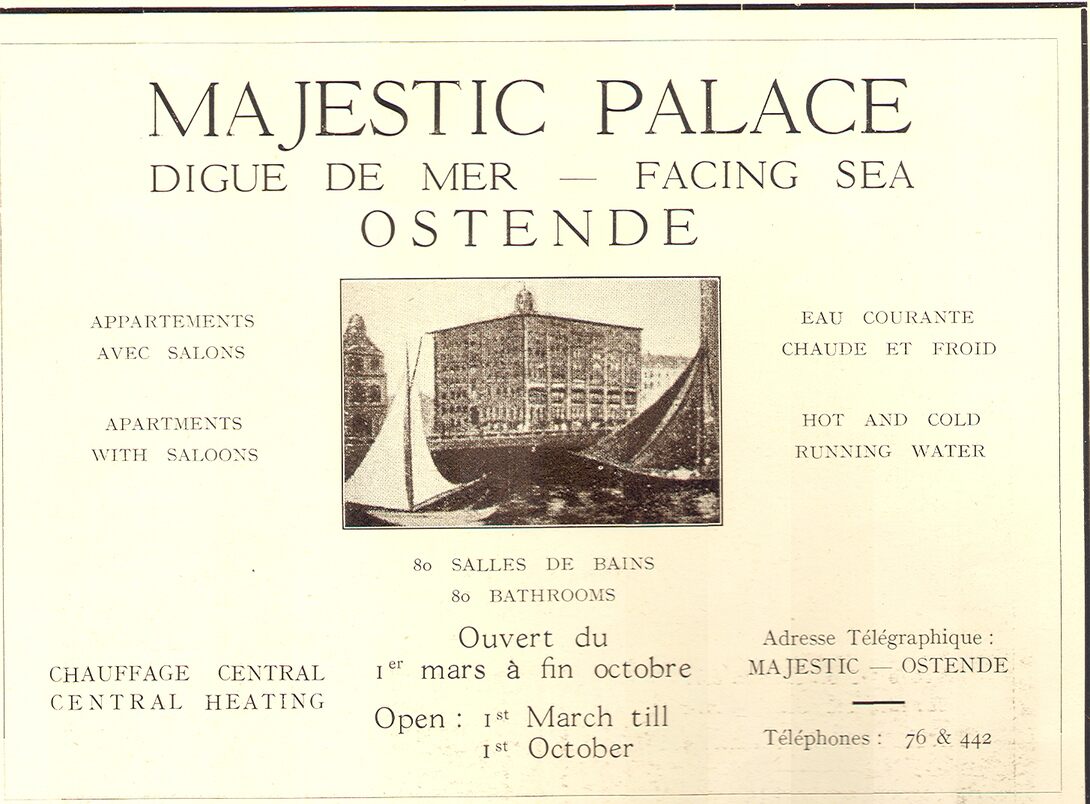 MAJESTIC PALACE
DIGUE DE MER — FACING SEA
OSTENDE
APPARTEMENTS
AVEC SALONS
APARTMENTS
WITH SALOONS
EAU COURANTE
CHAUDE ET FROID
HOT AND COLD
RUNNING WATER
80 SALLES DE BAINS
80 BATHROOMS
CHAUFFAGE CENTRAL
CENTRAL HEATING
Ouvert du
1er mars à fin octobre
Open : 1st March till
1st October
Adresse Télégraphique :
MAJESTIC — OSTENDE
Téléphones : 76 & 442